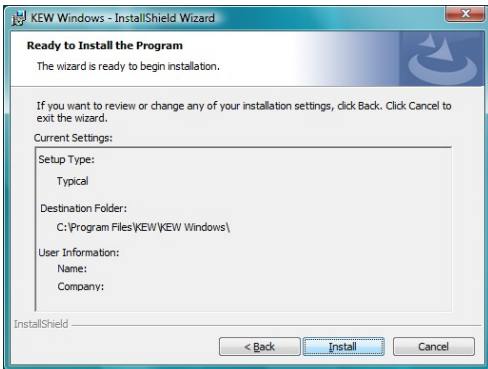 KEW Windows - InstallShield Wizard
Ready to Install the Program
The wizard is ready to begin installation.
If you want to review or change any of your installation settings, click Back. Click Cancel to
exit the wizard.
Current Settings:
Setup Type:
Typical
Destination Folder:
C:\Program Files\KEW\KEW Windows\
User Information:
Name:
Company:
InstallShield
< Back Install Cancel